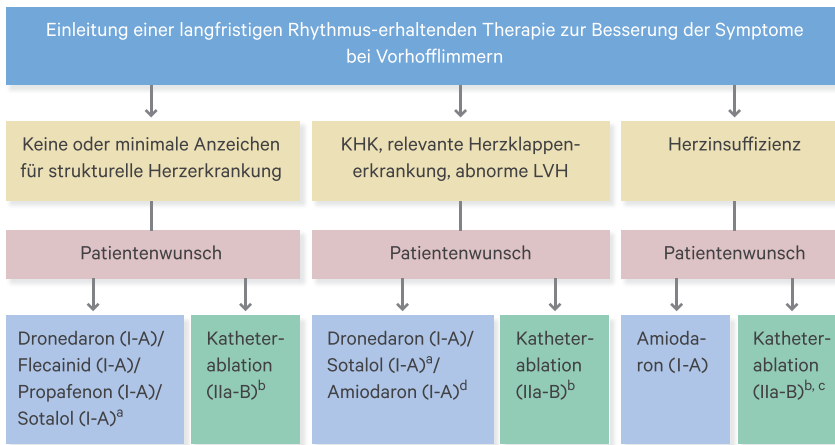 Einleitung einer langfristigen Rhythmus-erhaltenden Therapie zur Besserung der Symptome
bei Vorhofflimmern
Keine oder minimale Anzeichen
für strukturelle Herzerkrankung
KHK, relevante Herzklappen-
erkrankung, abnorme LVH
Herzinsuffizienz
Patientenwunsch
Patientenwunsch
Patientenwunsch
Dronedaron (I-A)/
Flecainid (I-A)/
Propafenon (I-A)/
Sotalol (I-A)ᵃ
Katheter-
ablation
(IIa-B)ᵇ
Dronedaron (I-A)/
Sotalol (I-A)ᵃ/
Amiodaron (I-A)ᵈ
Katheter-
ablation
(IIa-B)ᵇ
Amioda-
ron (I-A)
Katheter-
ablation
(IIa-B)ᵇ, ᶜ